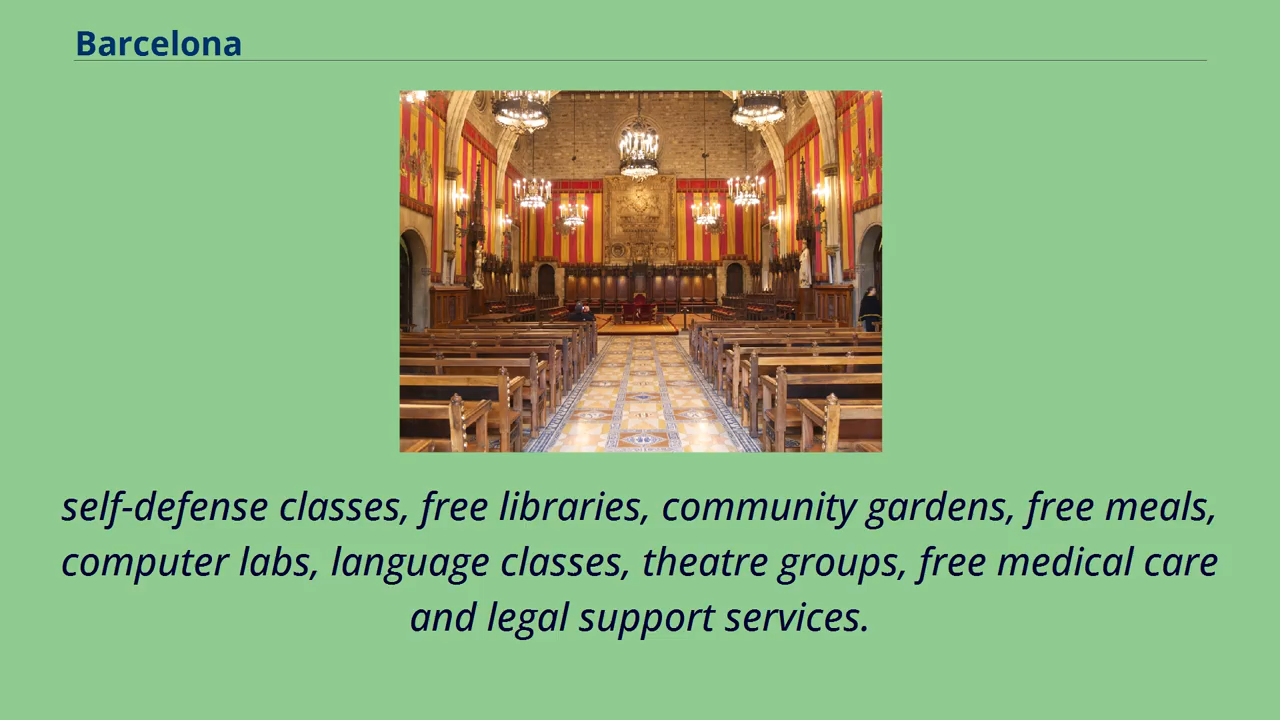 Barcelona
self-defense classes, free libraries, community gardens, free meals,
computer labs, language classes, theatre groups, free medical care
and legal support services.